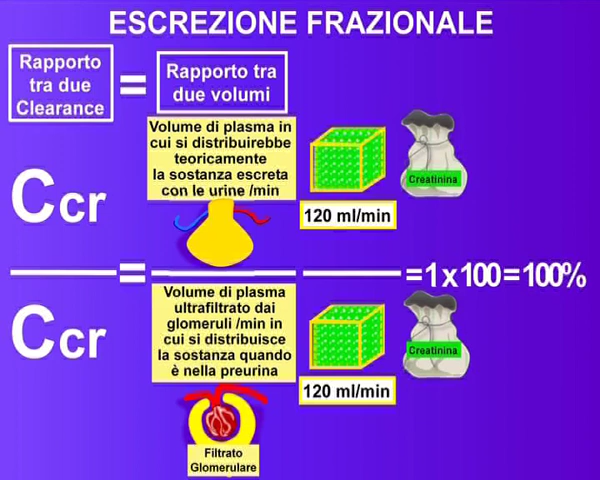 ESCREZIONE FRAZIONALE
Rapporto
tra due
Clearance
=
Rapporto tra
due volumi
Ccr
Volume di plasma in
cui si distribuirebbe
teoricamente
la sostanza escreta
con le urine /min
120 ml/min
Creatinina
=
=1x100=100%
Ccr
Volume di plasma
ultrafiltrato dai
glomeruli /min in
cui si distribuisce
la sostanza quando
è nella preurina
120 ml/min
Creatinina
Filtrato
Glomerulare